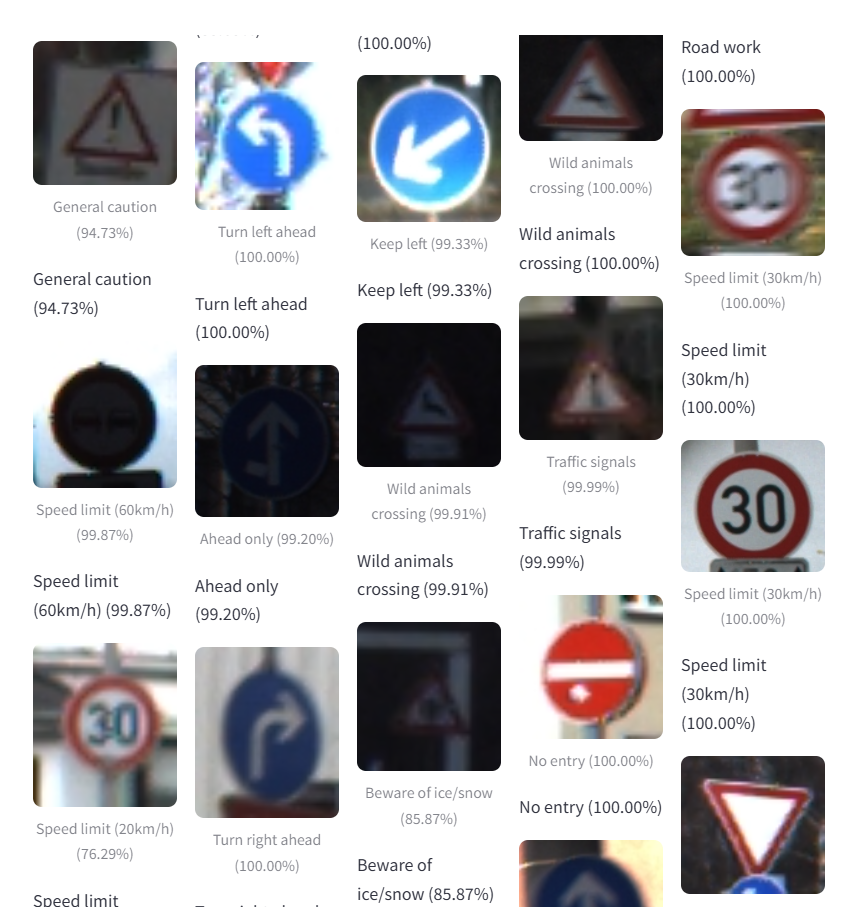 General caution
(94.73%)
General caution
(94.73%)
Speed limit (60km/h)
(99.87%)
Speed limit
(60km/h) (99.87%)
30
Speed limit (20km/h)
(76.29%)
Speed limit
Turn left ahead
(100.00%)
Turn left ahead
(100.00%)
Ahead only (99.20%)
Ahead only
(99.20%)
Turn right ahead
(100.00%)
(100.00%)
Keep left (99.33%)
Keep left (99.33%)
Wild animals
crossing (99.91%)
Wild animals
crossing (99.91%)
Beware of ice/snow
(85.87%)
Beware of
ice/snow (85.87%)
Wild animals
crossing (100.00%)
Wild animals
crossing (100.00%)
Traffic signals
(99.99%)
Traffic signals
(99.99%)
No entry (100.00%)
No entry (100.00%)
Road work
(100.00%)
30
Speed limit (30km/h)
(100.00%)
Speed limit
(30km/h)
(100.00%)
30
Speed limit (30km/h)
(100.00%)
Speed limit
(30km/h)
(100.00%)